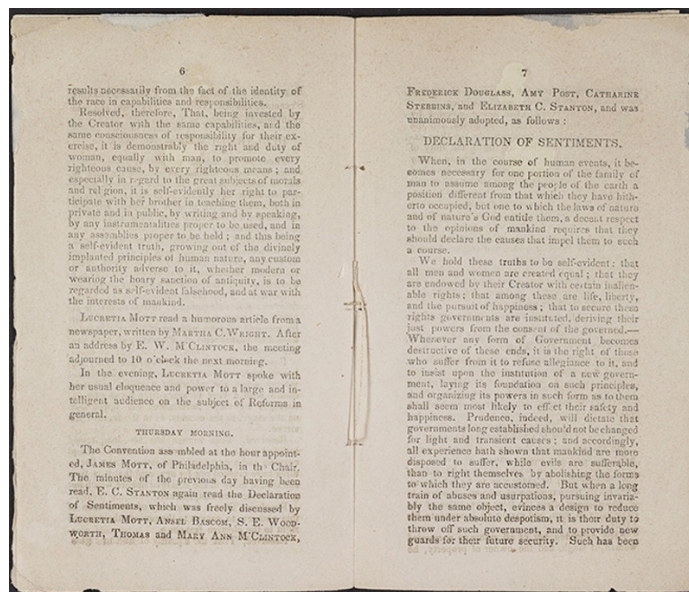 6
results necessarily from the fact of the identity of
the race in capabilities and responsibilities.
Resolved, therefore, That, being invested by
the Creator with the same capabilities, and the
same consciousness of responsibility for their ex-
ercise, it is demonstrably the right and duty of
woman, equally with man, to promote every
righteous cause, by every righteous means ; and
especially in regard to the great subjects of morals
and religion, it is self-evidently her right to par-
ticipate with her brother in teaching them, both in
private and in public, by writing and by speaking,
by any instrumentalities proper to be used, and in
any assemblies proper to be held ; and this being
a self-evident truth, growing out of the divinely
implanted principles of human nature, any custom
or authority adverse to it, whether modern or
wearing the hoary sanction of antiquity, is to be
regarded as self-evident falsehood, and at war with
the interests of mankind.
LUCRETIA MOTT read a humorous article from a
newspaper, written by MARTHA C. WRIGHT. After
an address by E. W. M'CLINTOCK, the meeting
adjourned to 10 o'clock the next morning.
In the evening, LUCRETIA MOTT spoke with
her usual eloquence and power to a large and in-
telligent audience on the subject of Reforms in
general.
THURSDAY MORNING.
The Convention assembled at the hour appoint-
ed, JAMES MOTT, of Philadelphia, in the Chair.
The minutes of the previous day having been
read, E. C. STANTON again read the Declaration
of Sentiments, which was freely discussed by
LUCRETIA MOTT, ANSEL BASCOM, S. E. WOOD-
WORTH, THOMAS and MARY ANN M'CLINTOCK,
7
FREDERICK DOUGLASS, AMY POST, CATHARINE
STEBBINS, and ELIZABETH C. STANTON, and was
unanimously adopted, as follows :
DECLARATION OF SENTIMENTS.
When, in the course of human events, it be-
comes necessary for one portion of the family of
man to assume among the people of the earth a
position different from that which they have hith-
erto occupied, but one to which the laws of nature
and of nature's God entitle them, a decent respect
to the opinions of mankind requires that they
should declare the causes that impel them to such
a course.
We hold these truths to be self-evident : that
all men and women are created equal ; that they
are endowed by their Creator with certain inalien-
able rights ; that among these are life, liberty,
and the pursuit of happiness ; that to secure these
rights governments are instituted, deriving their
just powers from the consent of the governed.—
Whenever any form of Government becomes
destructive of these ends, it is the right of those
who suffer from it to refuse allegiance to it, and
to insist upon the institution of a new govern-
ment, laying its foundation on such principles,
and organizing its powers in such form as to them
shall seem most likely to effect their safety and
happiness. Prudence, indeed, will dictate that
governments long established should not be changed
for light and transient causes ; and accordingly,
all experience hath shown that mankind are more
disposed to suffer, while evils are sufferable,
than to right themselves by abolishing the forms
to which they are accustomed. But when a long
train of abuses and usurpations, pursuing invaria-
bly the same object, evinces a design to reduce
them under absolute despotism, it is their duty to
throw off such government, and to provide new
guards for their future security. Such has been